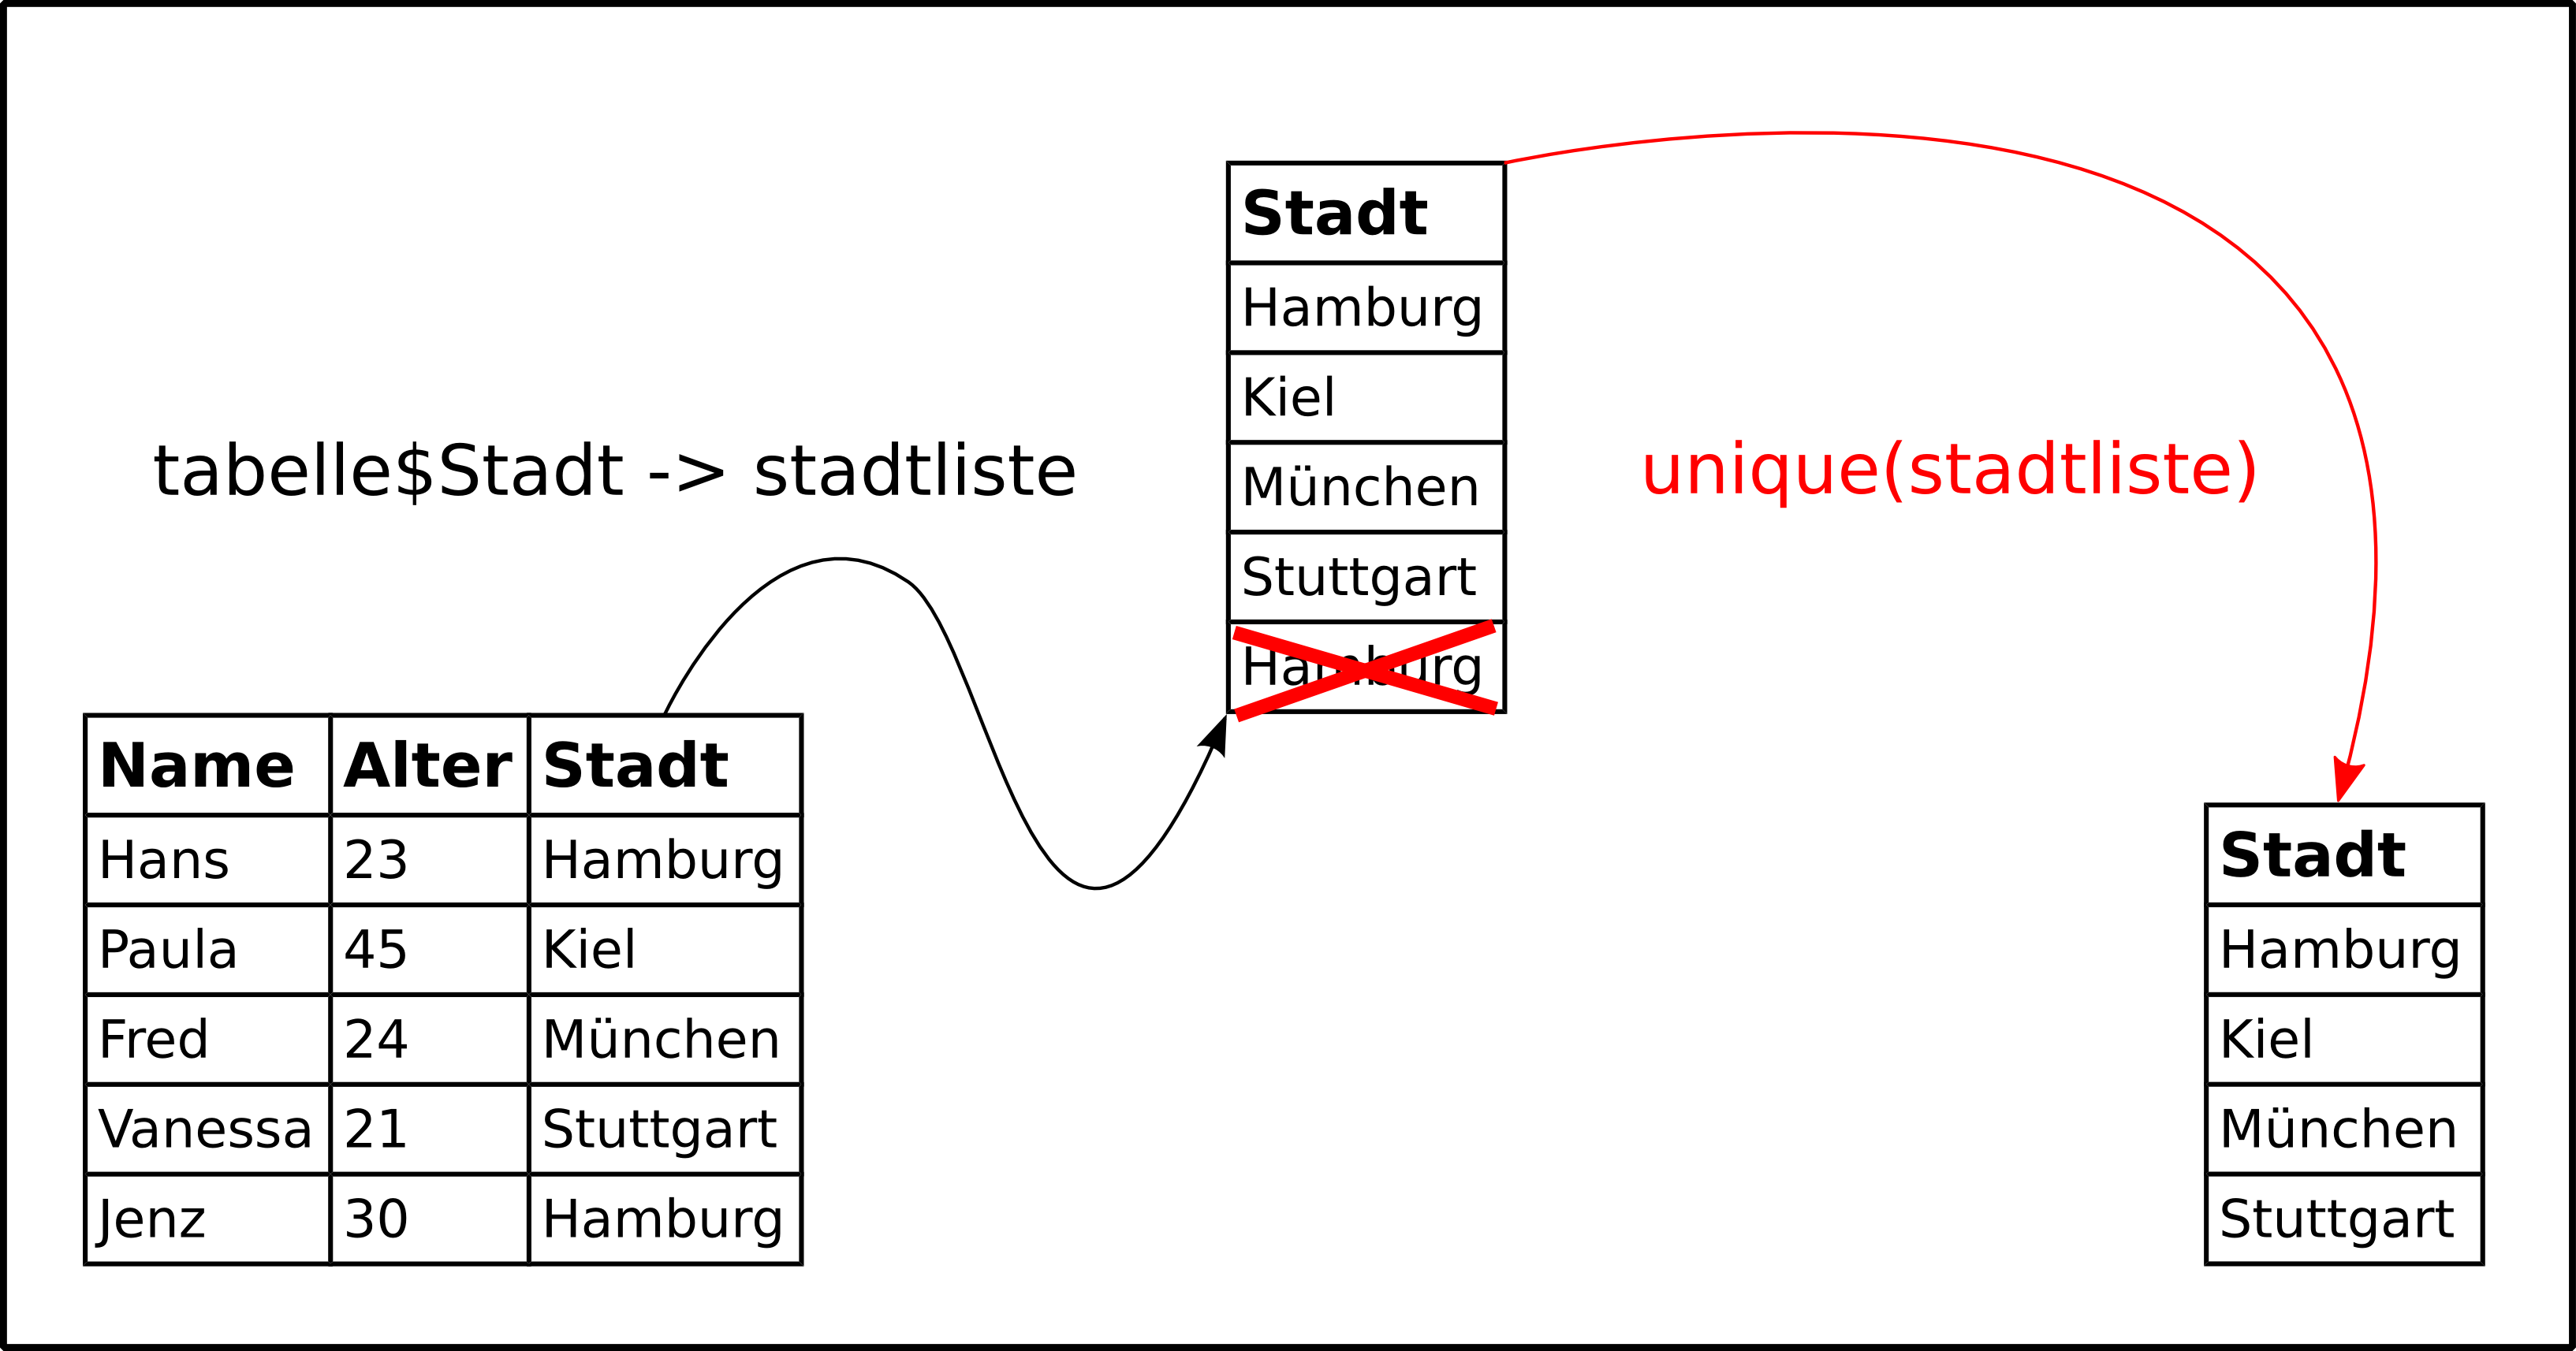 tabelle$Stadt -> stadtliste
Name Alter Stadt
Hans 23 Hamburg
Paula 45 Kiel
Fred 24 München
Vanessa 21 Stuttgart
Jenz 30 Hamburg
Stadt
Hamburg
Kiel
München
Stuttgart
Hamburg
unique(stadtliste)
Stadt
Hamburg
Kiel
München
Stuttgart